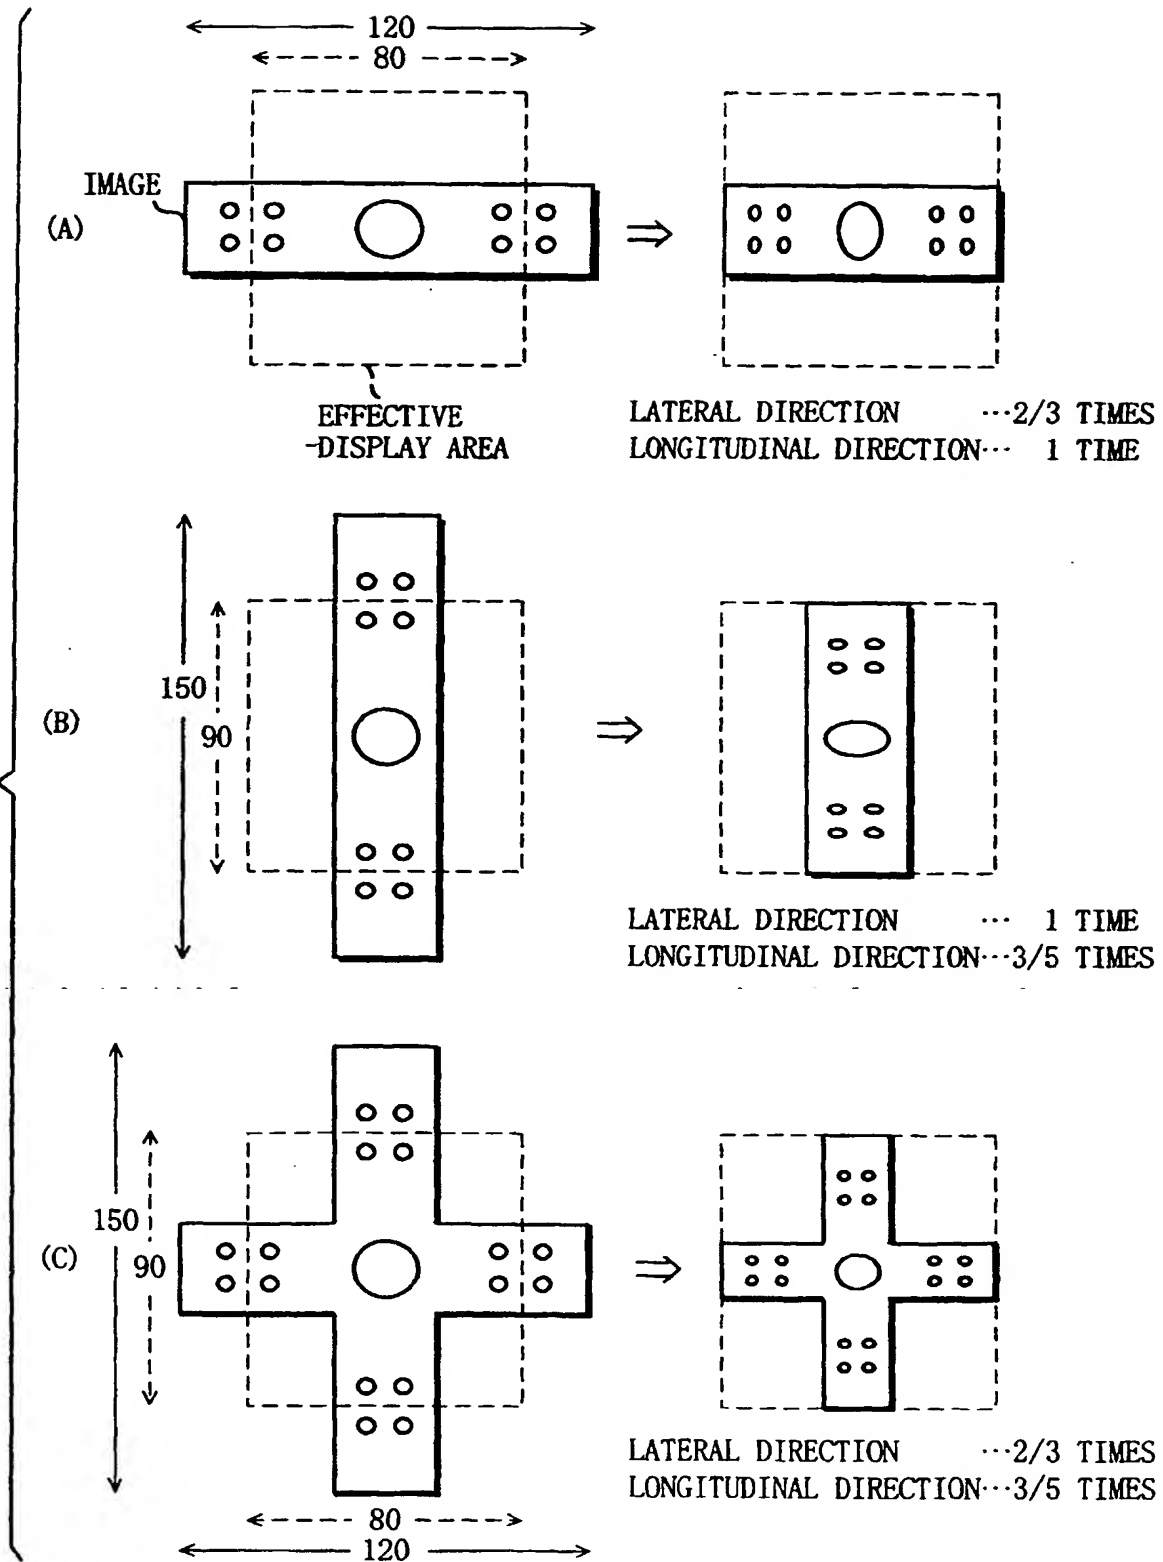 120
80
IMAGE
(A)
EFFECTIVE
DISPLAY AREA
LATERAL DIRECTION ···2/3 TIMES
LONGITUDINAL DIRECTION··· 1 TIME
150
90
(B)
LATERAL DIRECTION ··· 1 TIME
LONGITUDINAL DIRECTION···3/5 TIMES
150
90
(C)
LATERAL DIRECTION ···2/3 TIMES
LONGITUDINAL DIRECTION···3/5 TIMES
80
120